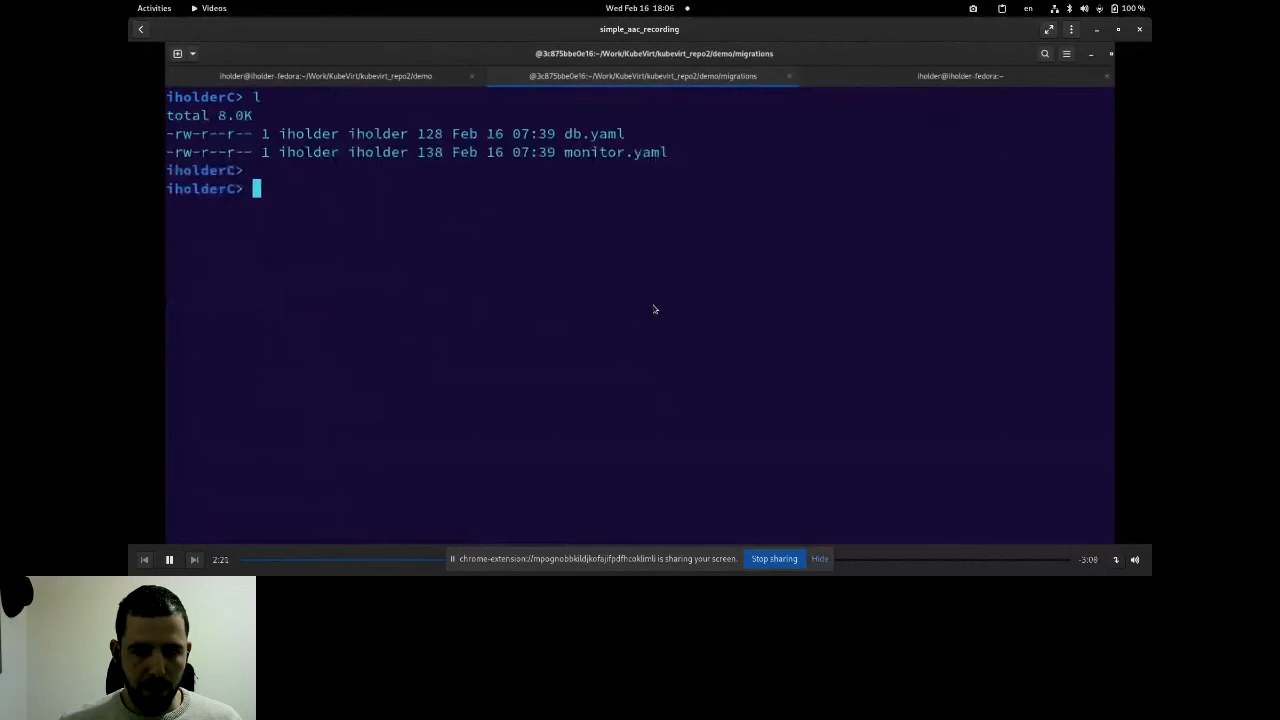 Activities Videos Wed Feb 16 18:06 en 100 %
simple_aac_recording
@3c875bbe0e16:~/Work/KubeVirt/kubevirt_repo2/demo/migrations
iholder@iholder-fedora:~/Work/KubeVirt/kubevirt_repo2/demo × @3c875bbe0e16:~/Work/KubeVirt/kubevirt_repo2/demo/migrations × iholder@iholder-fedora:~ ×
iholderC> l
total 8.0K
-rw-r--r-- 1 iholder iholder 128 Feb 16 07:39 db.yaml
-rw-r--r-- 1 iholder iholder 138 Feb 16 07:39 monitor.yaml
iholderC>
iholderC>
2:21 chrome-extension://mpognobbkildjkofajifpdfhcoklimli is sharing your screen. Stop sharing Hide -3:08